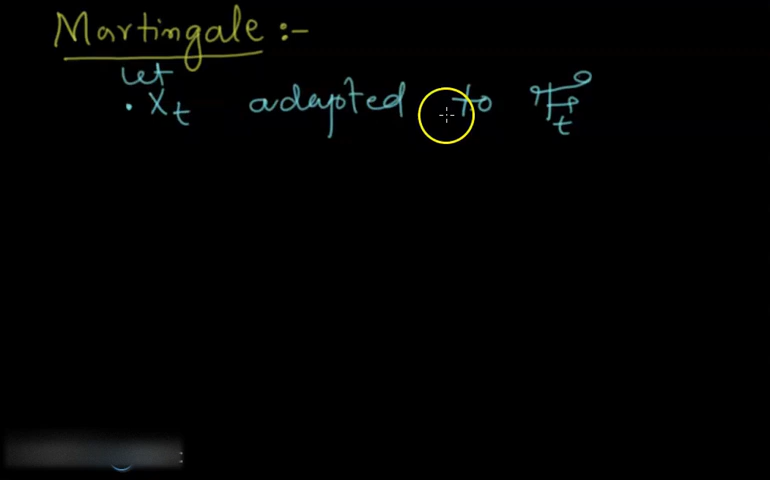 Martingale :-
Let
. X_t adapted to ℱ_t